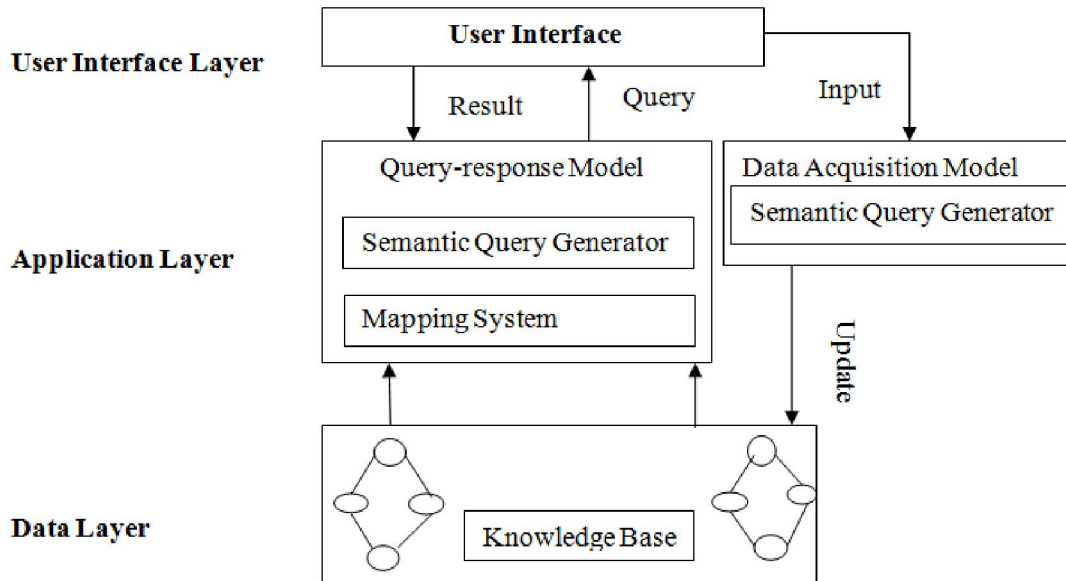 User Interface
User Interface Layer
Result
Query
Input
Query-response Model
Data Acquisition Model
Semantic Query Generator
Semantic Query Generator
Application Layer
Mapping System
Update
Knowledge Base
Data Layer